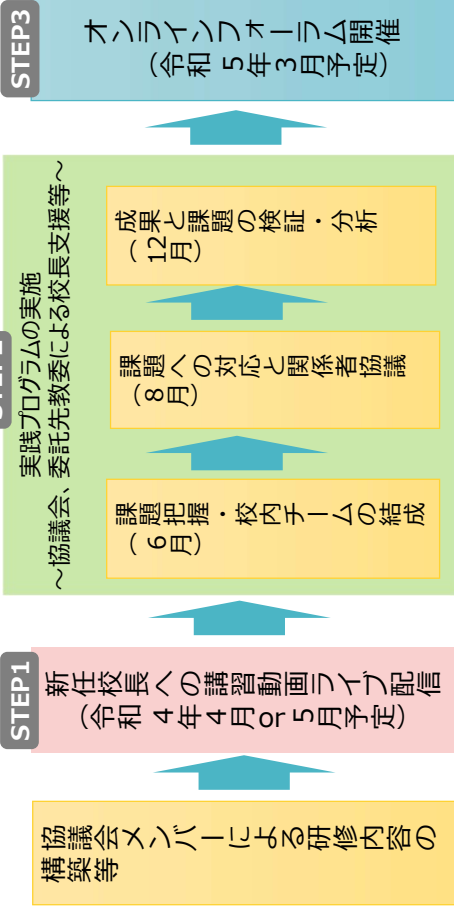 協議会メンバーによる研修内容の
構築等
STEP1
新任校長への講習動画ライブ配信
（令和４年４月or５月予定）
実践プログラムの実施
～協議会、委託先教委による校長支援等～
課題把握・校内チームの結成
（６月）
課題への対応と関係者協議
（８月）
成果と課題の検証・分析
（12月）
STEP3
オンラインフォーラム開催
（令和５年３月予定）